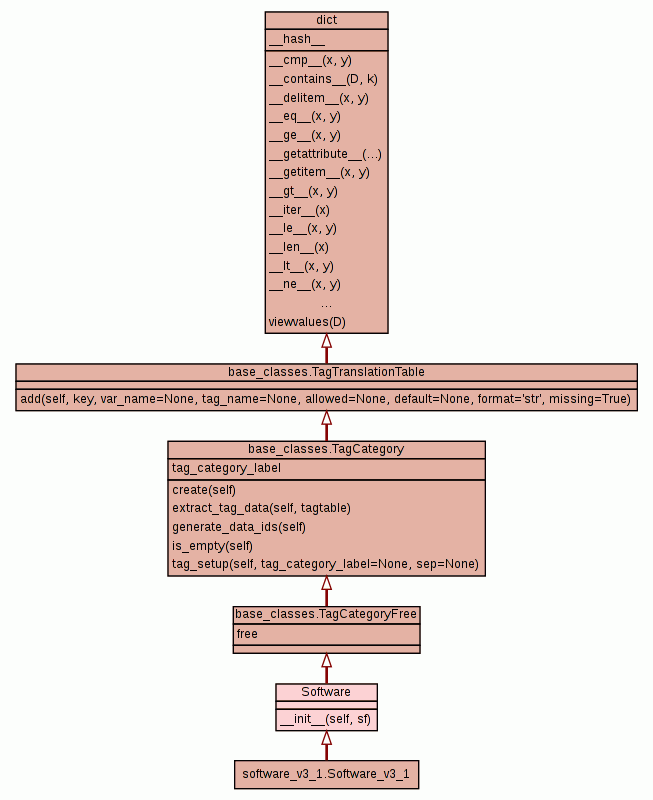 dict
__hash__
__cmp__(x, y)
__contains__(D, k)
__delitem__(x, y)
__eq__(x, y)
__ge__(x, y)
__getattribute__(...)
__getitem__(x, y)
__gt__(x, y)
__iter__(x)
__le__(x, y)
__len__(x)
__lt__(x, y)
__ne__(x, y)
...
viewvalues(D)
base_classes.TagTranslationTable
add(self, key, var_name=None, tag_name=None, allowed=None, default=None, format='str', missing=True)
base_classes.TagCategory
tag_category_label
create(self)
extract_tag_data(self, tagtable)
generate_data_ids(self)
is_empty(self)
tag_setup(self, tag_category_label=None, sep=None)
base_classes.TagCategoryFree
free
Software
__init__(self, sf)
software_v3_1.Software_v3_1